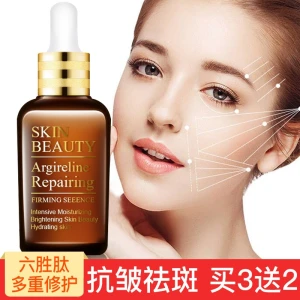 SKIN
BEAUTY
Argireline
Repairing
FIRMING SEEENCE
Intensive Moisturizing
Brightening Skin Beauty
Hydrating skin
六胜肽
多重修护
抗皱祛斑 买3送2